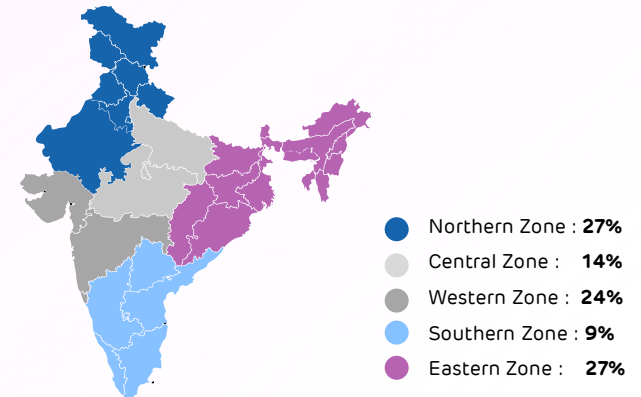 Northern Zone : 27%
Central Zone : 14%
Western Zone : 24%
Southern Zone : 9%
Eastern Zone : 27%